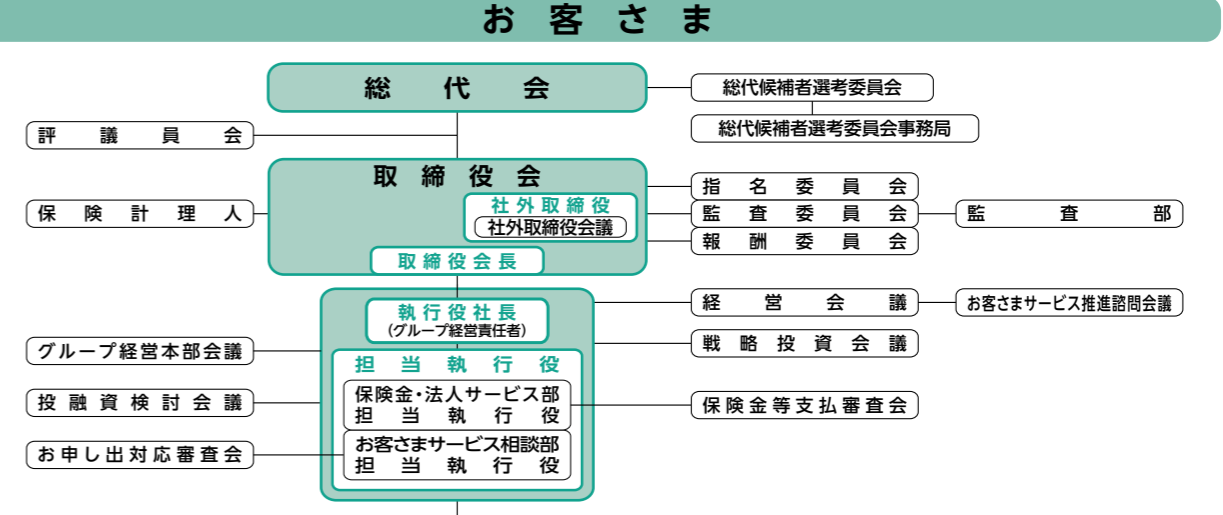 お客さま
総代会
総代候補者選考委員会
総代候補者選考委員会事務局
評議員会
取締役会
社外取締役
社外取締役会議
取締役会長
保険計理人
指名委員会
監査委員会
監査部
報酬委員会
執行役社長
(グループ経営責任者)
経営会議
お客さまサービス推進諮問会議
戦略投資会議
グループ経営本部会議
担当執行役
投融資検討会議
保険金・法人サービス部
担当執行役
保険金等支払審査会
お申し出対応審査会
お客さまサービス相談部
担当執行役